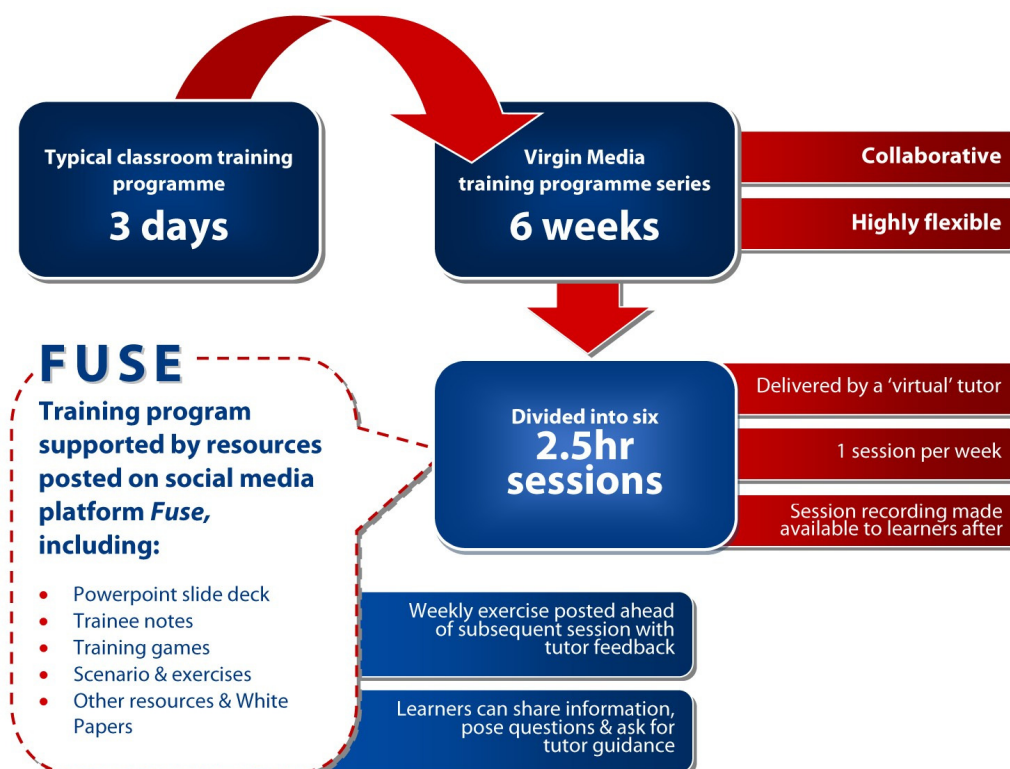 Typical classroom training
programme
3 days
Virgin Media
training programme series
6 weeks
Collaborative
Highly flexible
Divided into six
2.5hr
sessions
Delivered by a ‘virtual’ tutor
1 session per week
Session recording made
available to learners after
FUSE
Training program
supported by resources
posted on social media
platform Fuse,
including:
• Powerpoint slide deck
• Trainee notes
• Training games
• Scenario & exercises
• Other resources & White
Papers
Weekly exercise posted ahead
of subsequent session with
tutor feedback
Learners can share information,
pose questions & ask for
tutor guidance